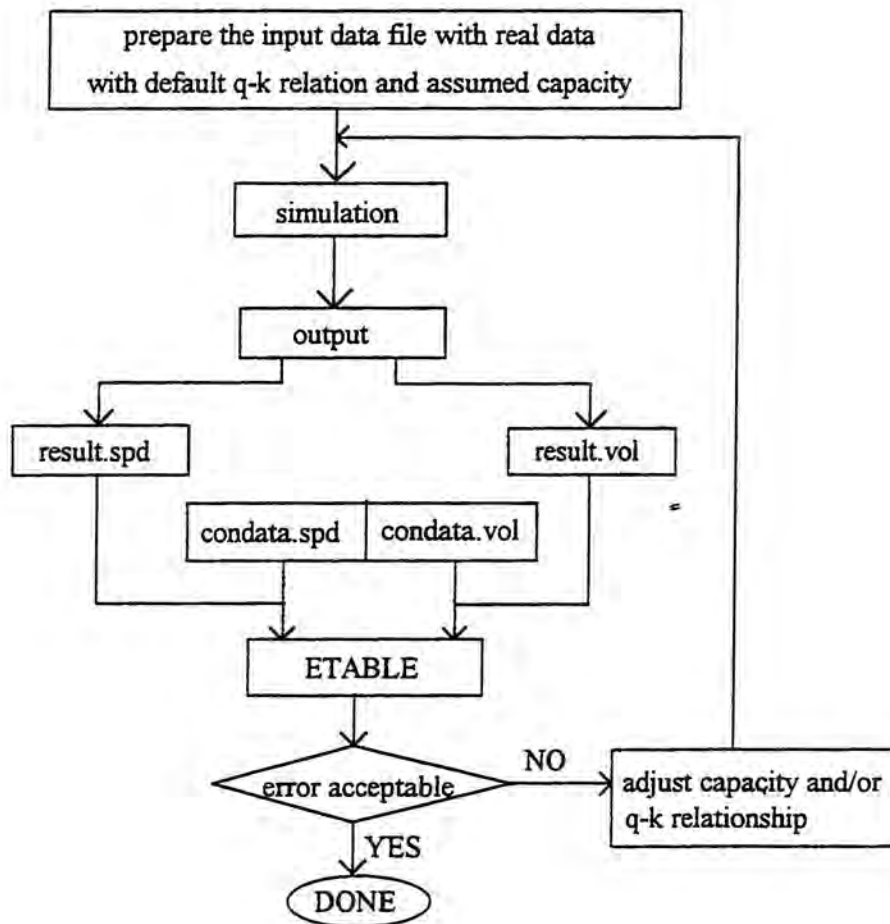 prepare the input data file with real data
with default q-k relation and assumed capacity
simulation
output
result.spd
result.vol
condata.spd
condata.vol
ETABLE
error acceptable
NO
adjust capacity and/or
q-k relationship
YES
DONE